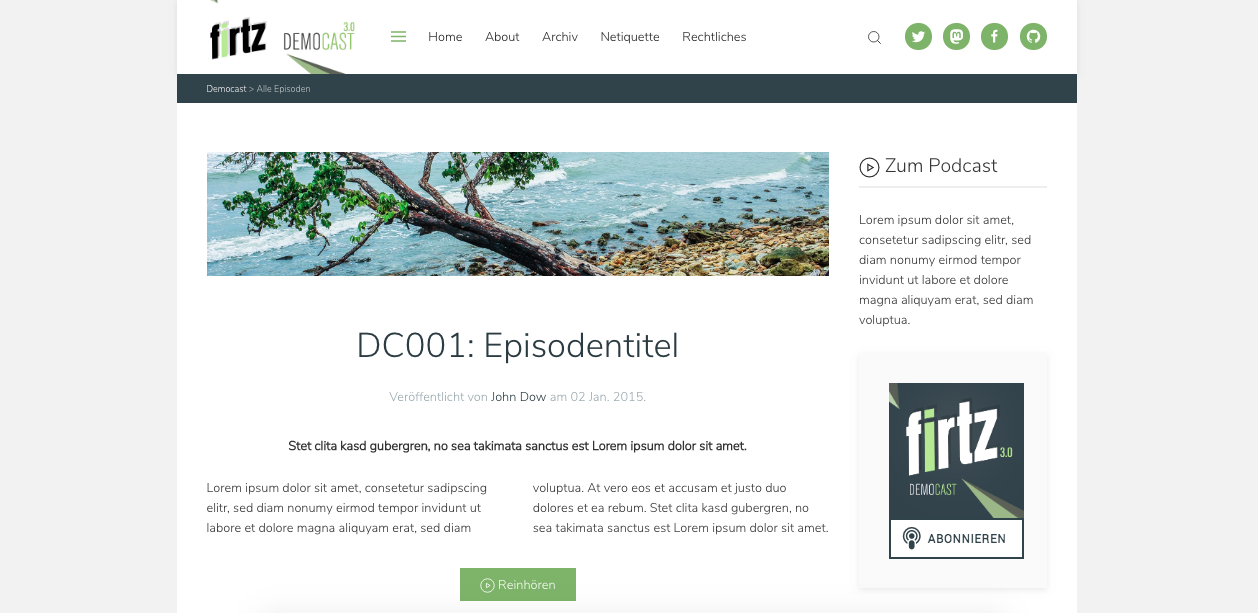 firtz DEMOCAST 3.0
Home About Archiv Netiquette Rechtliches
Democast > Alle Episoden
DC001: Episodentitel
Veröffentlicht von John Dow am 02 Jan. 2015.
Stet clita kasd gubergren, no sea takimata sanctus est Lorem ipsum dolor sit amet.
Lorem ipsum dolor sit amet, consetetur sadipscing
elitr, sed diam nonumy eirmod tempor invidunt ut
labore et dolore magna aliquyam erat, sed diam
voluptua. At vero eos et accusam et justo duo
dolores et ea rebum. Stet clita kasd gubergren, no
sea takimata sanctus est Lorem ipsum dolor sit amet.
Reinhören
Zum Podcast
Lorem ipsum dolor sit amet,
consetetur sadipscing elitr, sed
diam nonumy eirmod tempor
invidunt ut labore et dolore
magna aliquyam erat, sed diam
voluptua.
firtz 3.0
DEMOCAST
ABONNIEREN